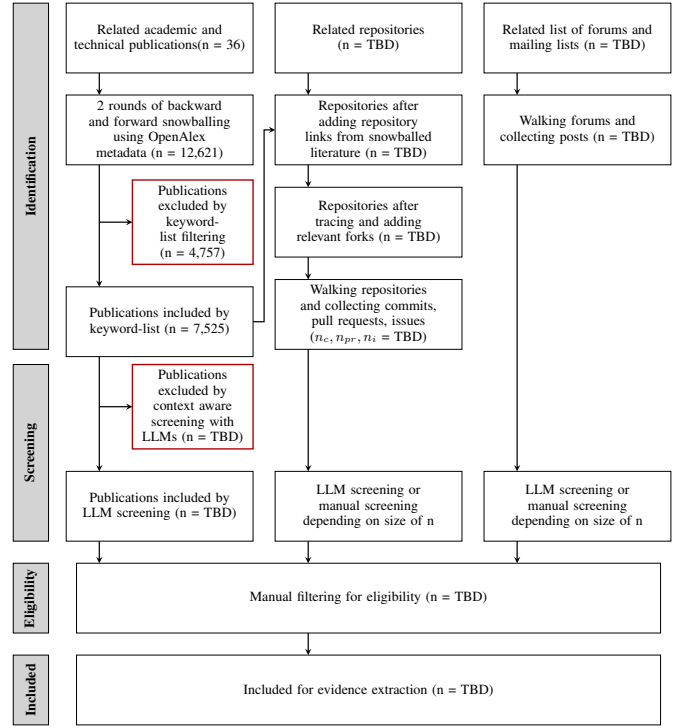 Identification
Related academic and
technical publications(n = 36)
2 rounds of backward
and forward snowballing
using OpenAlex
metadata (n = 12,621)
Publications
excluded by
keyword-
list filtering
(n = 4,757)
Publications included by
keyword-list (n = 7,525)
Related repositories
(n = TBD)
Repositories after
adding repository
links from snowballed
literature (n = TBD)
Repositories after
tracing and adding
relevant forks (n = TBD)
Walking repositories
and collecting commits,
pull requests, issues
(n_c, n_pr, n_i = TBD)
Related list of forums and
mailing lists (n = TBD)
Walking forums and
collecting posts (n = TBD)
Screening
Publications
excluded by
context aware
screening with
LLMs (n = TBD)
Publications included by
LLM screening (n = TBD)
LLM screening or
manual screening
depending on size of n
LLM screening or
manual screening
depending on size of n
Eligibility
Manual filtering for eligibility (n = TBD)
Included
Included for evidence extraction (n = TBD)